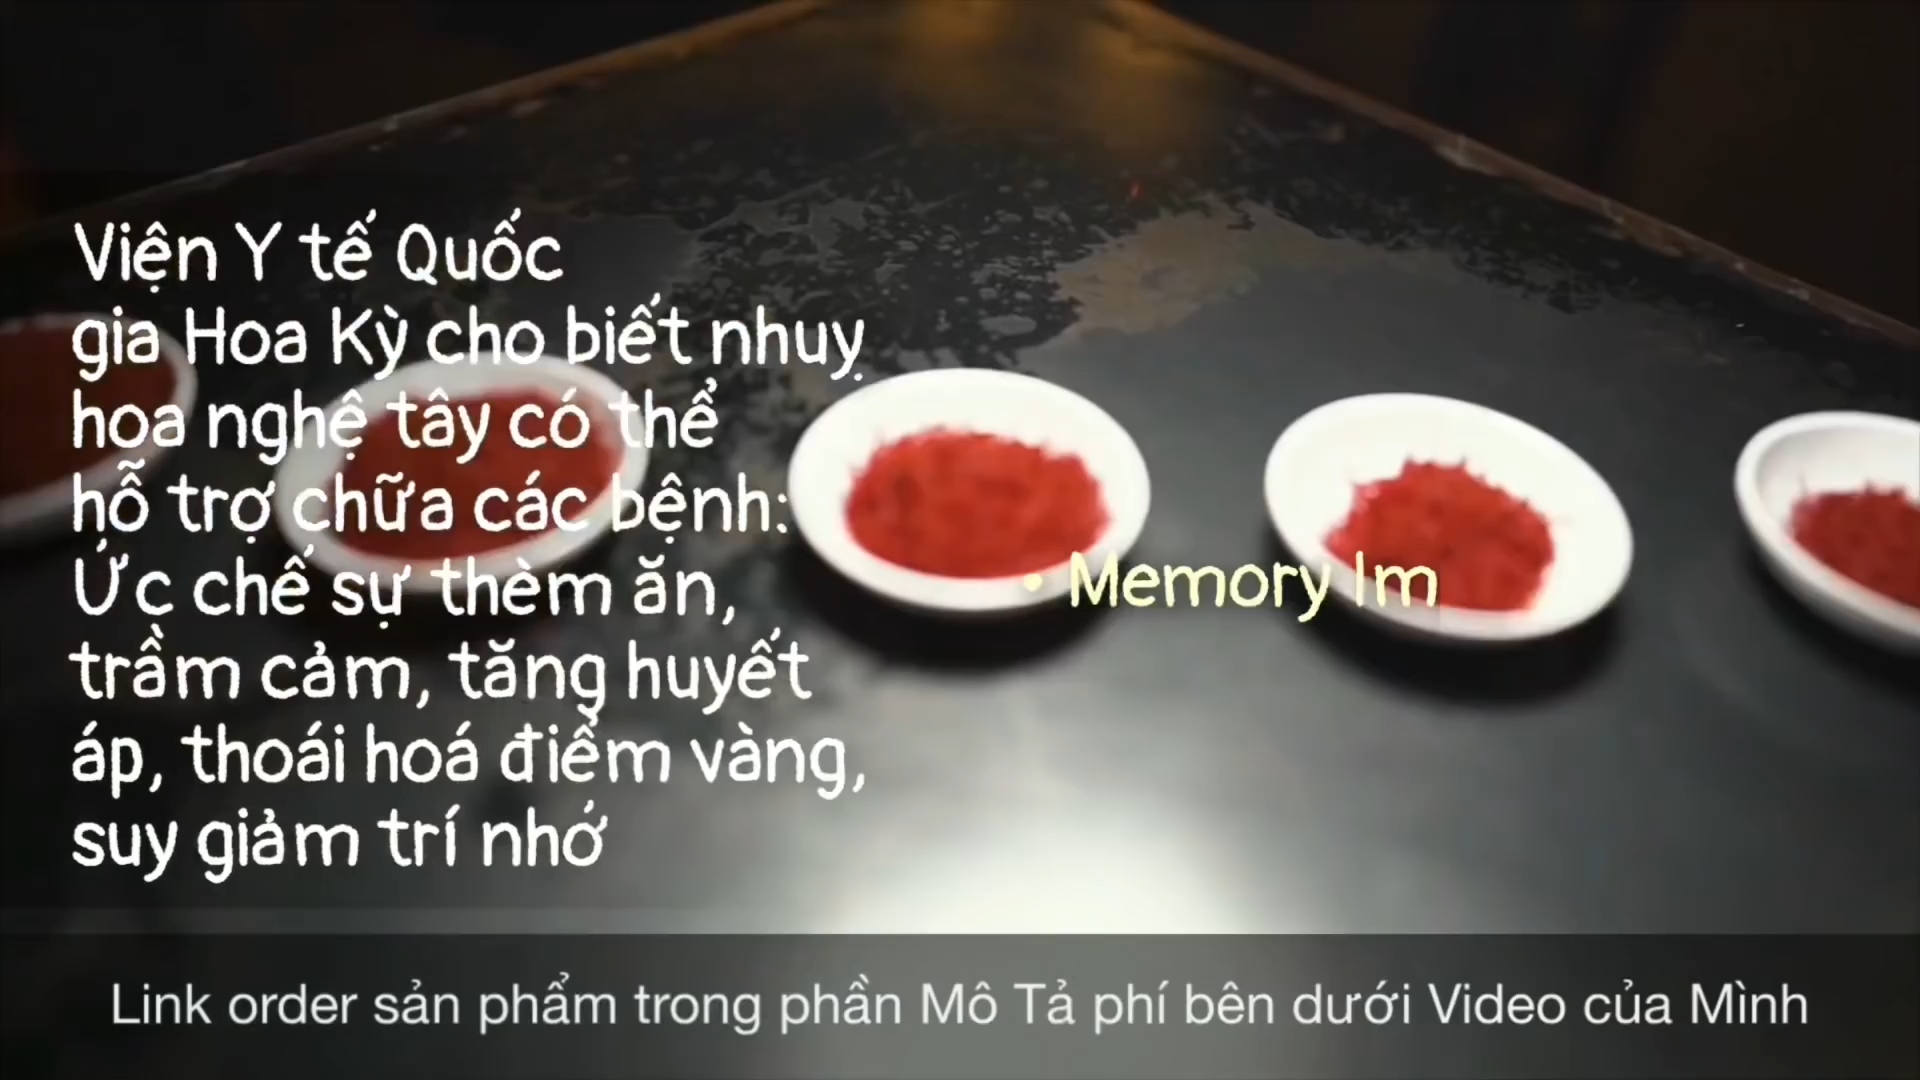 Viện Y tế Quốc
gia Hoa Kỳ cho biết nhuỵ
hoa nghệ tây có thể
hỗ trợ chữa các bệnh:
Ức chế sự thèm ăn,
trầm cảm, tăng huyết
áp, thoái hoá điểm vàng,
suy giảm trí nhớ
• Memory Im
Link order sản phẩm trong phần Mô Tả phí bên dưới Video của Mình